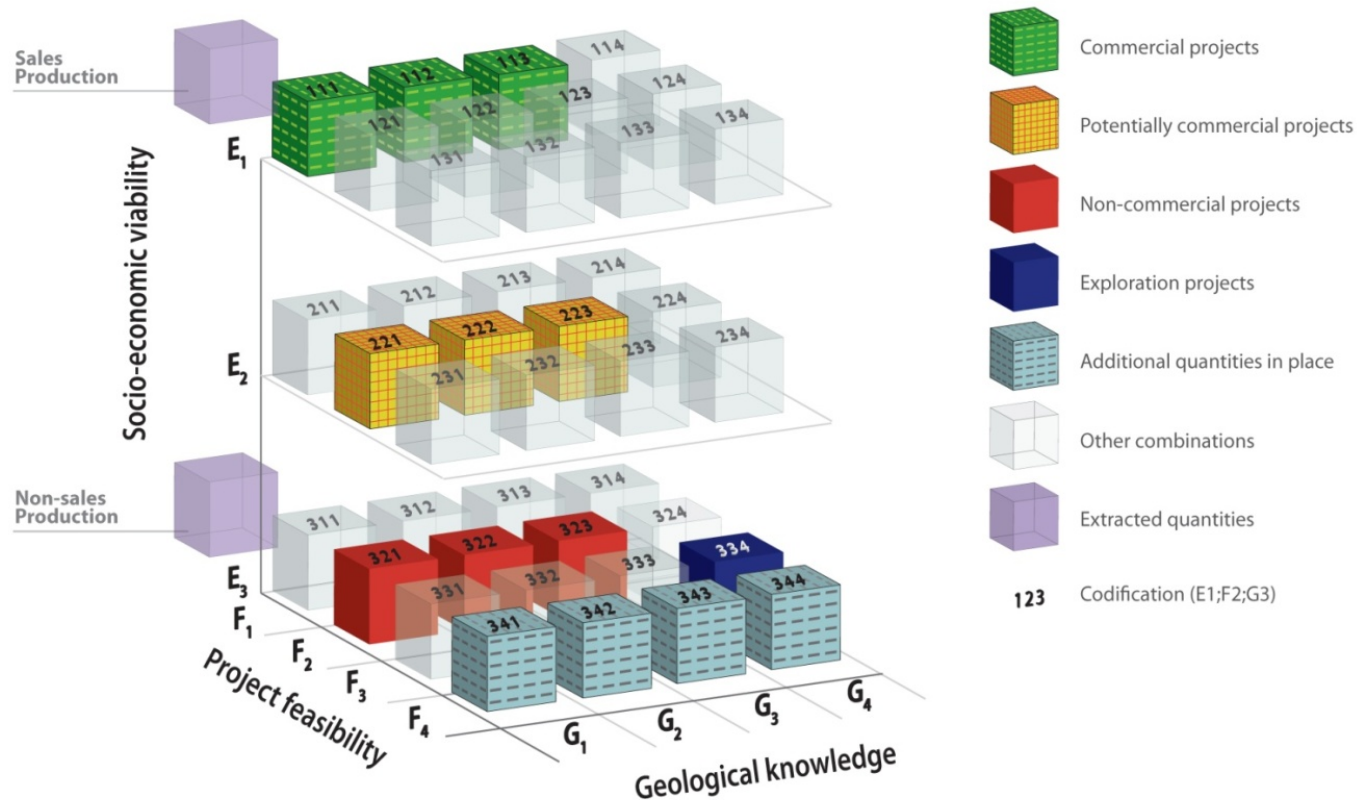 Sales
Production
Socio-economic viability
E1
111
112
113
114
121
122
123
124
131
132
133
134
E2
211
212
213
214
221
222
223
224
231
232
233
234
Non-sales
Production
E3
311
312
313
314
321
322
323
324
331
332
333
334
341
342
343
344
F1
F2
F3
F4
Project feasibility
G1
G2
G3
G4
Geological knowledge
Commercial projects
Potentially commercial projects
Non-commercial projects
Exploration projects
Additional quantities in place
Other combinations
Extracted quantities
123 Codification (E1;F2;G3)